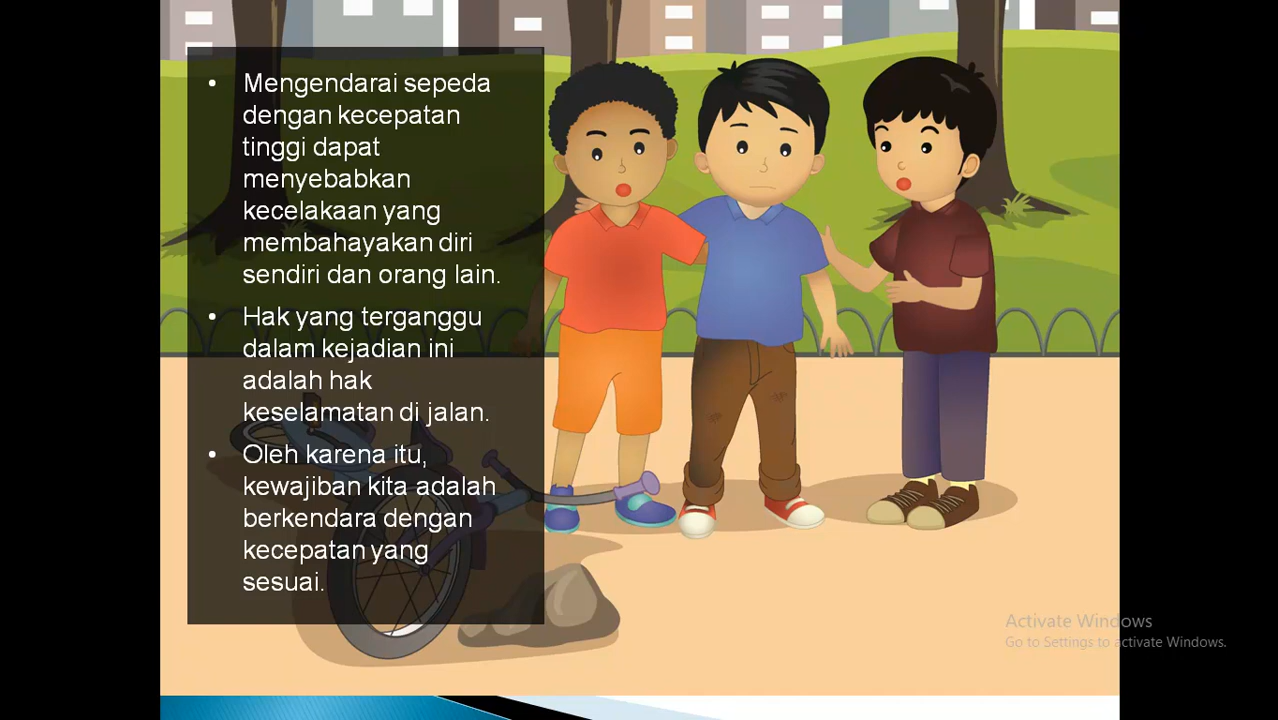 • Mengendarai sepeda
dengan kecepatan
tinggi dapat
menyebabkan
kecelakaan yang
membahayakan diri
sendiri dan orang lain.
• Hak yang terganggu
dalam kejadian ini
adalah hak
keselamatan di jalan.
• Oleh karena itu,
kewajiban kita adalah
berkendara dengan
kecepatan yang
sesuai.
Activate Windows
Go to Settings to activate Windows.